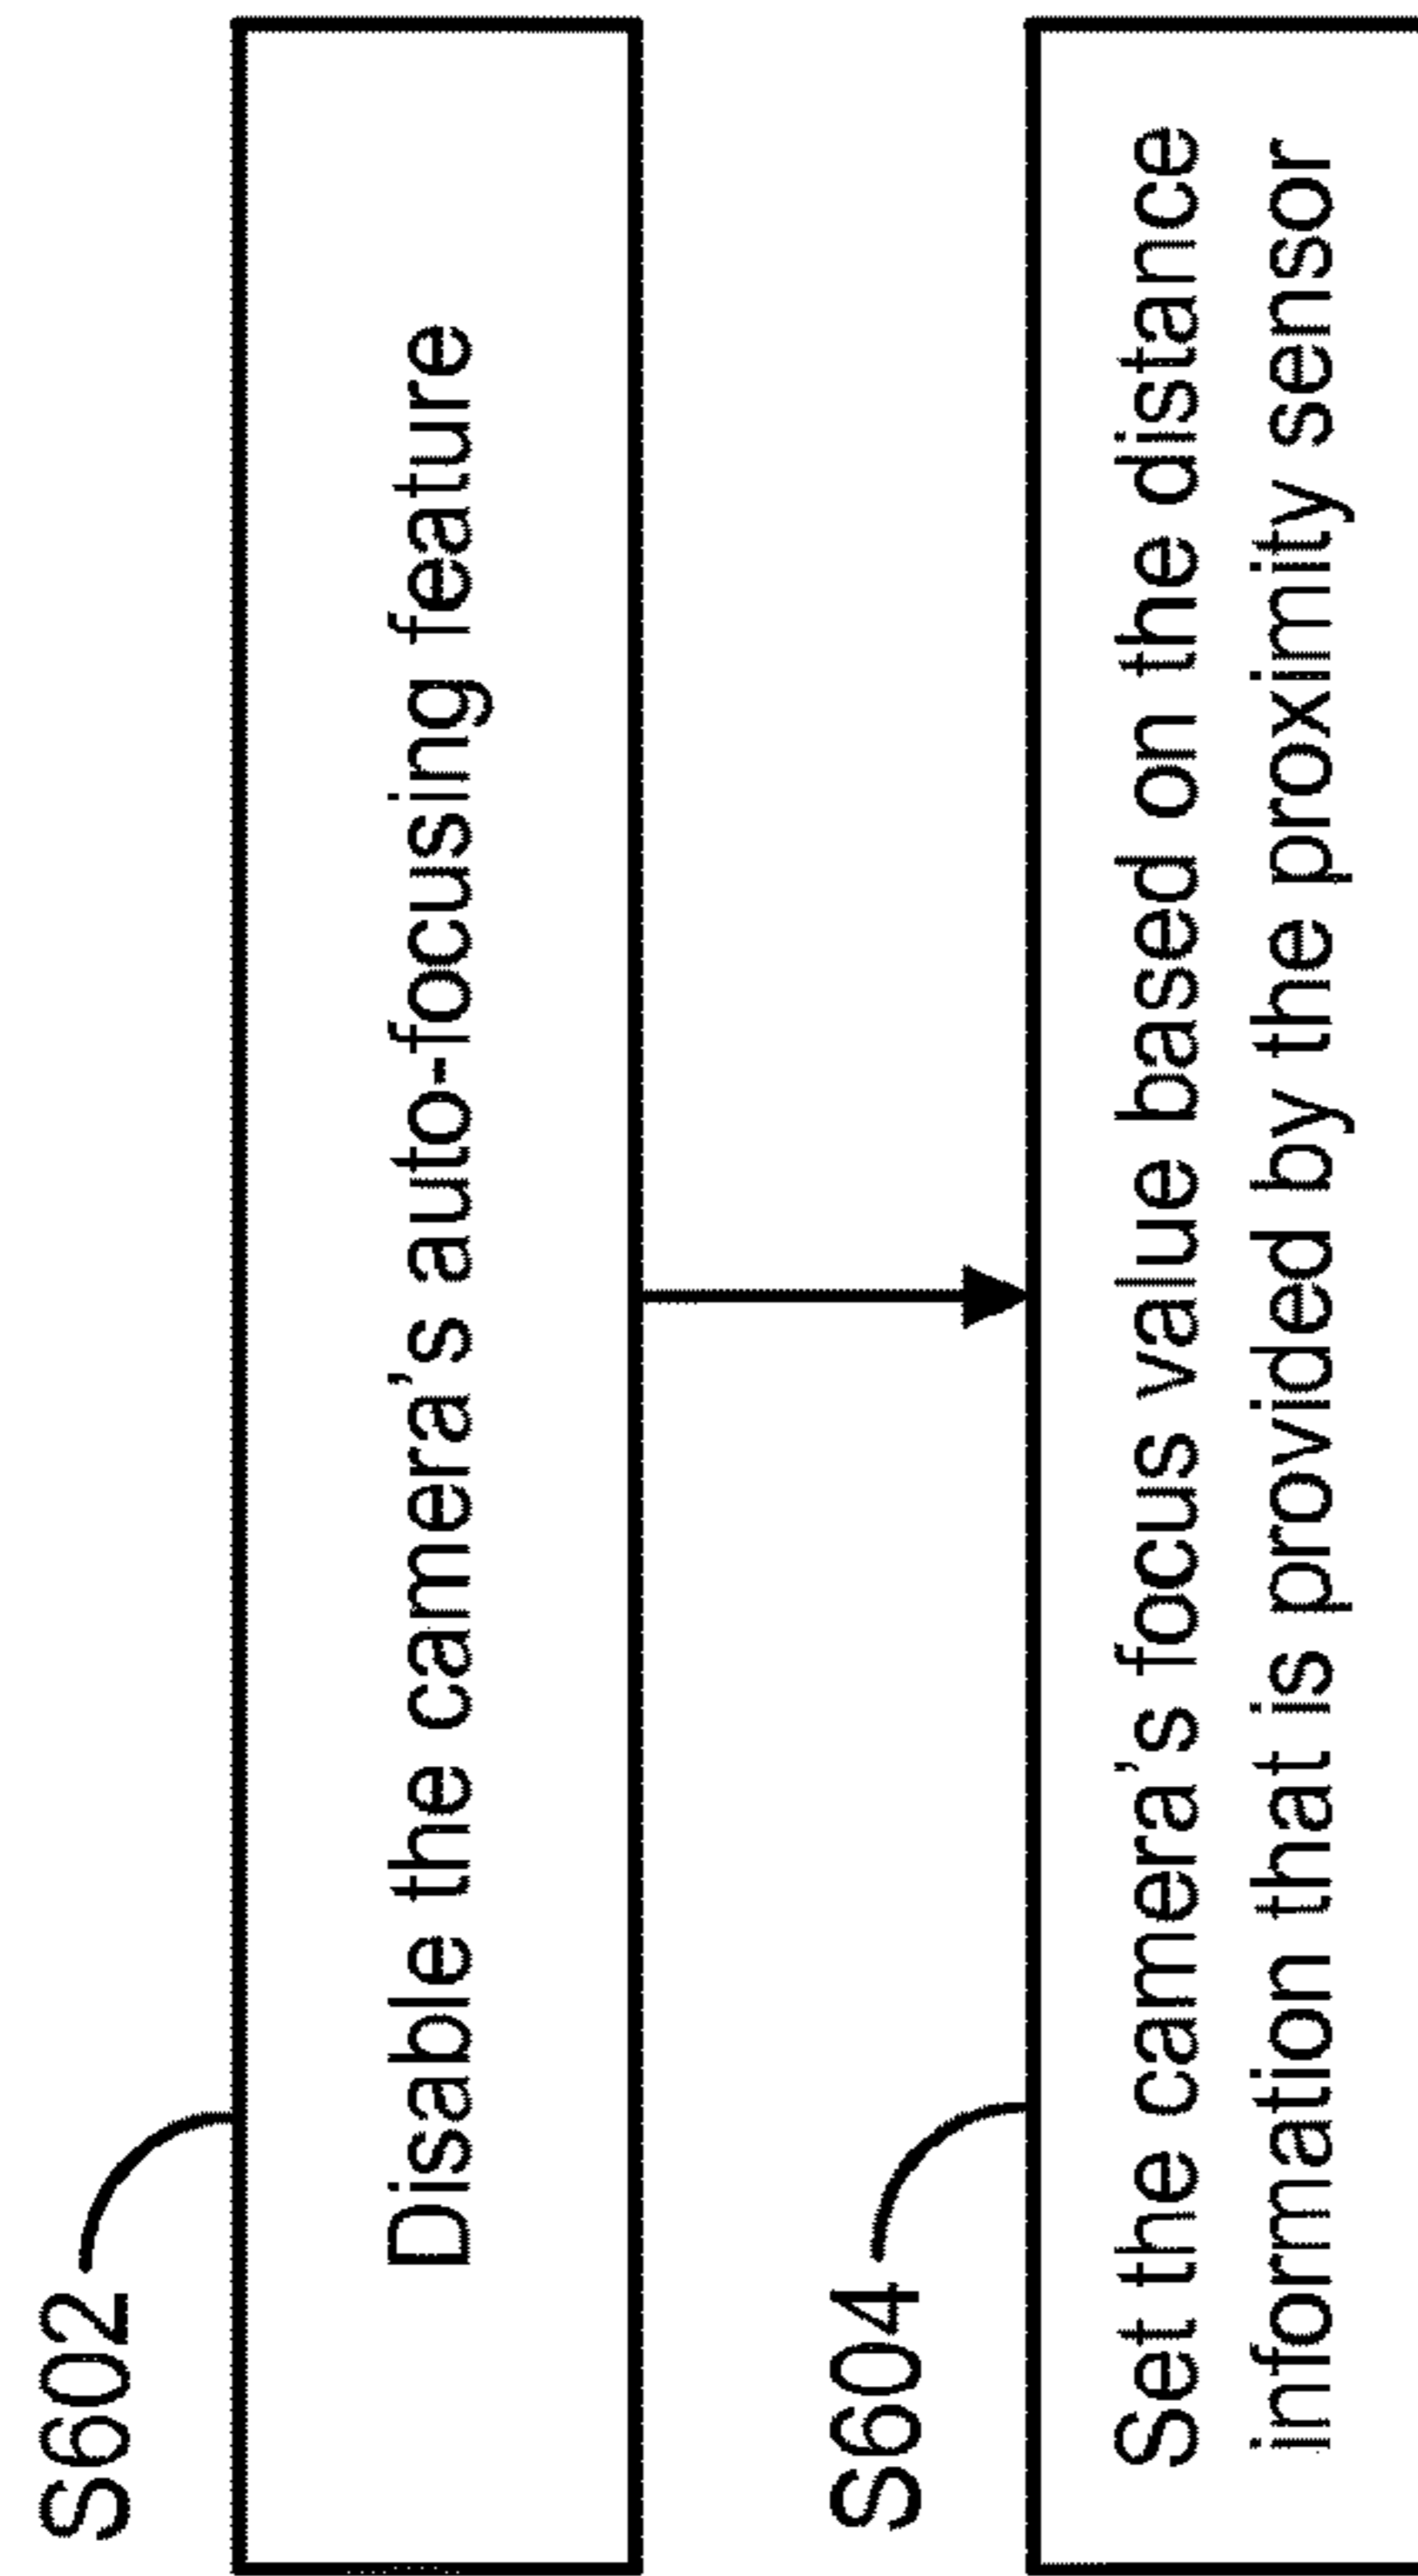 S602
Disable the camera's auto-focusing feature
S604
Set the camera's focus value based on the distance
information that is provided by the proximity sensor